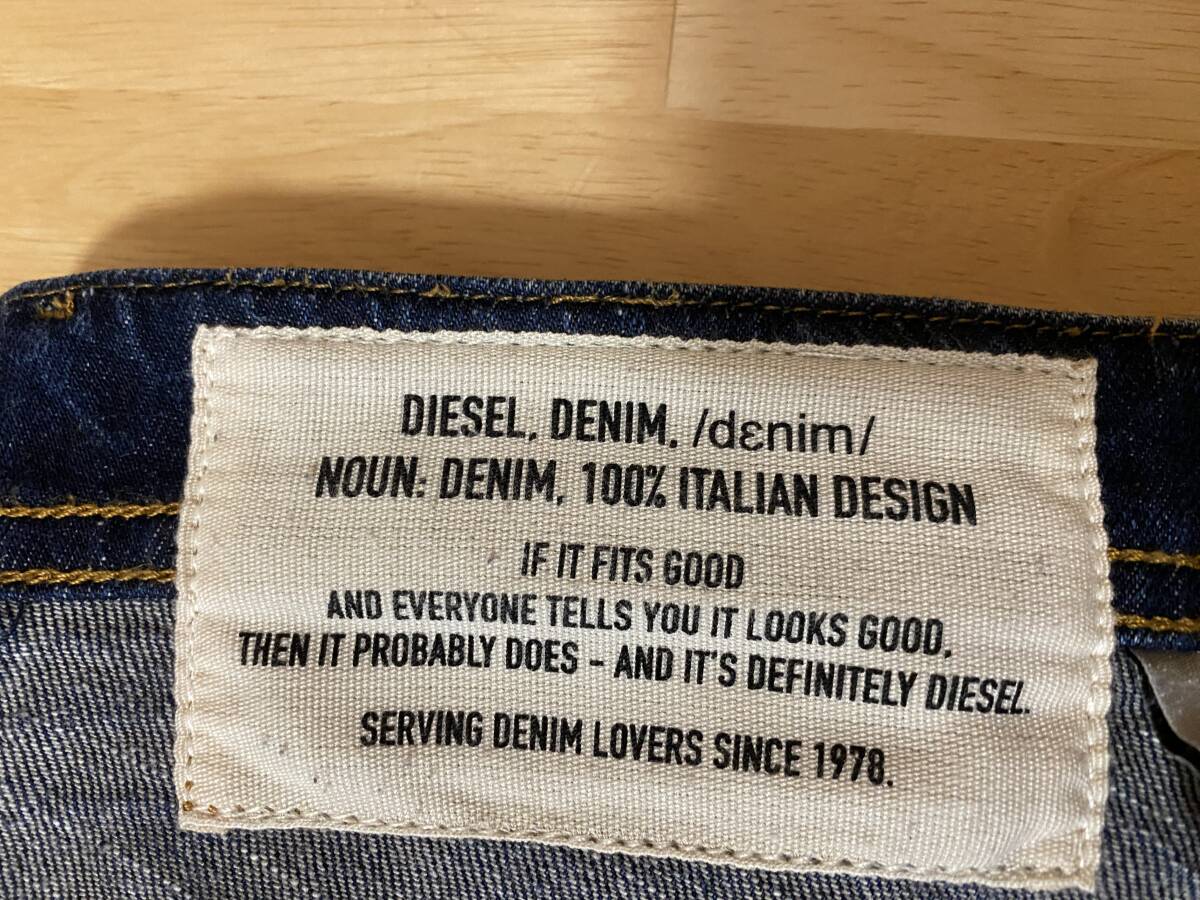 DIESEL, DENIM, /dɛnim/
NOUN: DENIM, 100% ITALIAN DESIGN
IF IT FITS GOOD
AND EVERYONE TELLS YOU IT LOOKS GOOD,
THEN IT PROBABLY DOES – AND IT'S DEFINITELY DIESEL.
SERVING DENIM LOVERS SINCE 1978.